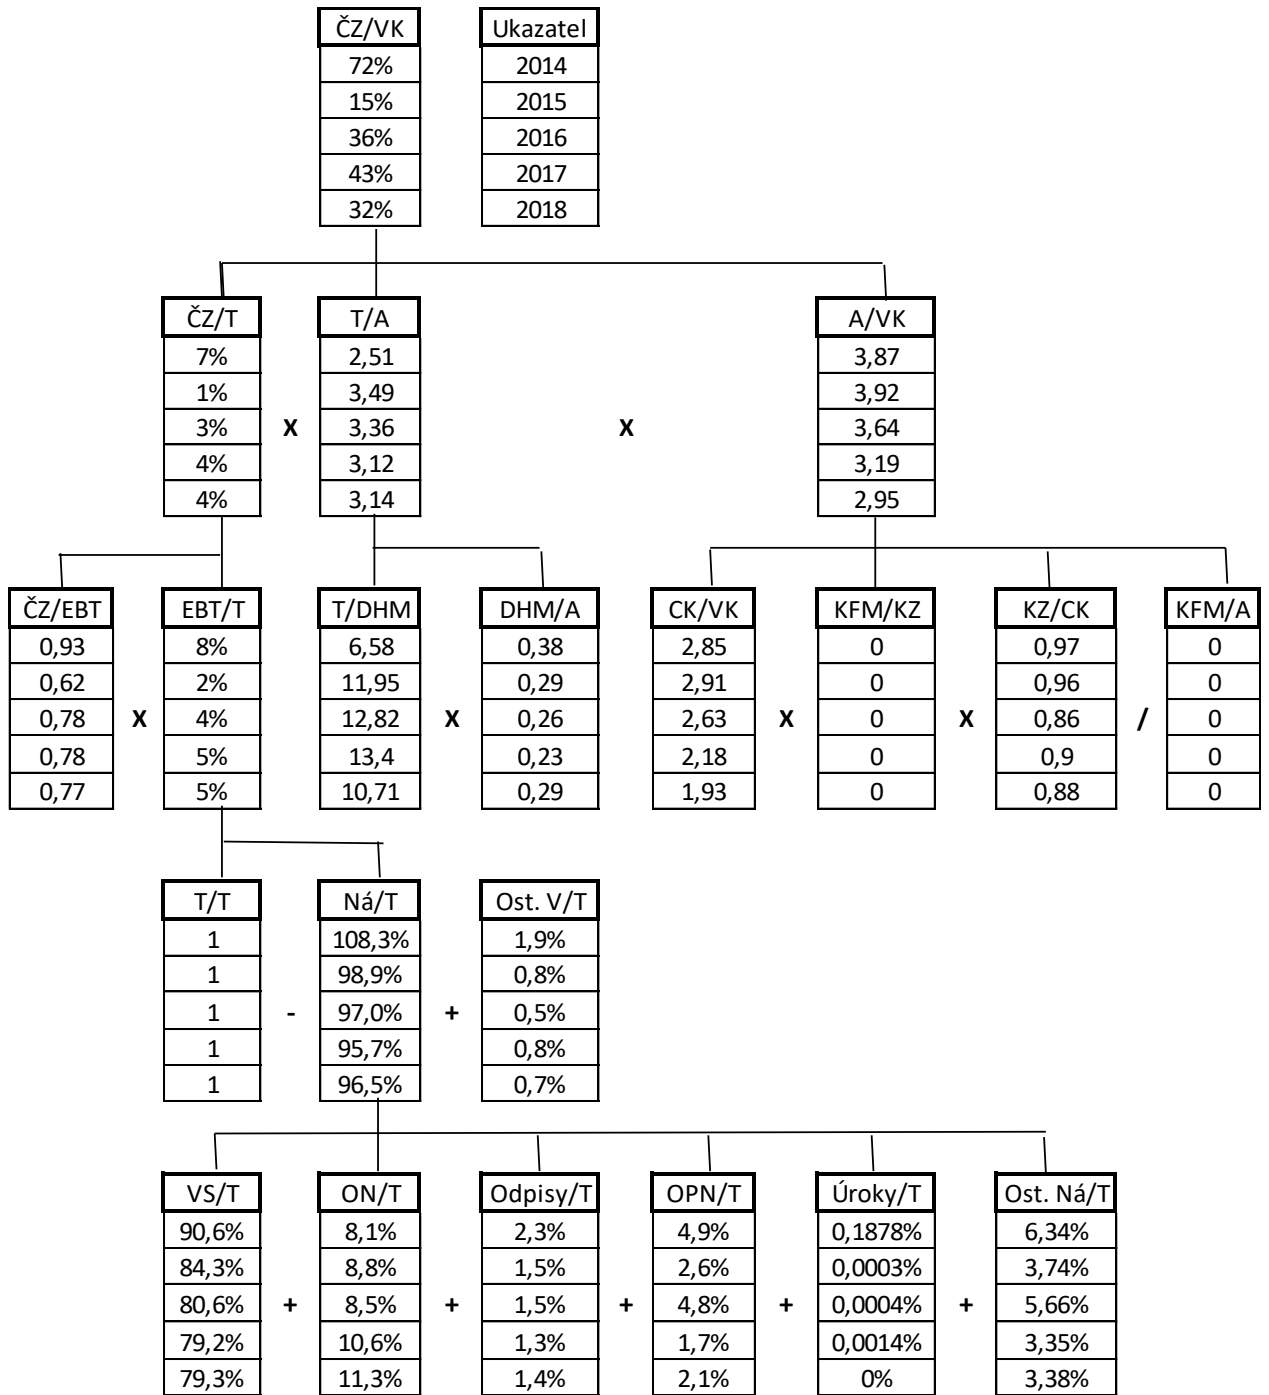 ČZ/VK Ukazatel
72% 2014
15% 2015
36% 2016
43% 2017
32% 2018
ČZ/T T/A A/VK
7% 2,51 3,87
1% 3,49 3,92
3% X 3,36 X 3,64
4% 3,12 3,19
4% 3,14 2,95
ČZ/EBT EBT/T T/DHM DHM/A CK/VK KFM/KZ KZ/CK KFM/A
0,93 8% 6,58 0,38 2,85 0 0,97 0
0,62 2% 11,95 0,29 2,91 0 0,96 0
0,78 X 4% 12,82 X 0,26 2,63 X 0 X 0,86 / 0
0,78 5% 13,4 0,23 2,18 0 0,9 0
0,77 5% 10,71 0,29 1,93 0 0,88 0
T/T Ná/T Ost. V/T
1 108,3% 1,9%
1 98,9% 0,8%
1 - 97,0% + 0,5%
1 95,7% 0,8%
1 96,5% 0,7%
VS/T ON/T Odpisy/T OPN/T Úroky/T Ost. Ná/T
90,6% 8,1% 2,3% 4,9% 0,1878% 6,34%
84,3% 8,8% 1,5% 2,6% 0,0003% 3,74%
80,6% + 8,5% + 1,5% + 4,8% + 0,0004% + 5,66%
79,2% 10,6% 1,3% 1,7% 0,0014% 3,35%
79,3% 11,3% 1,4% 2,1% 0% 3,38%